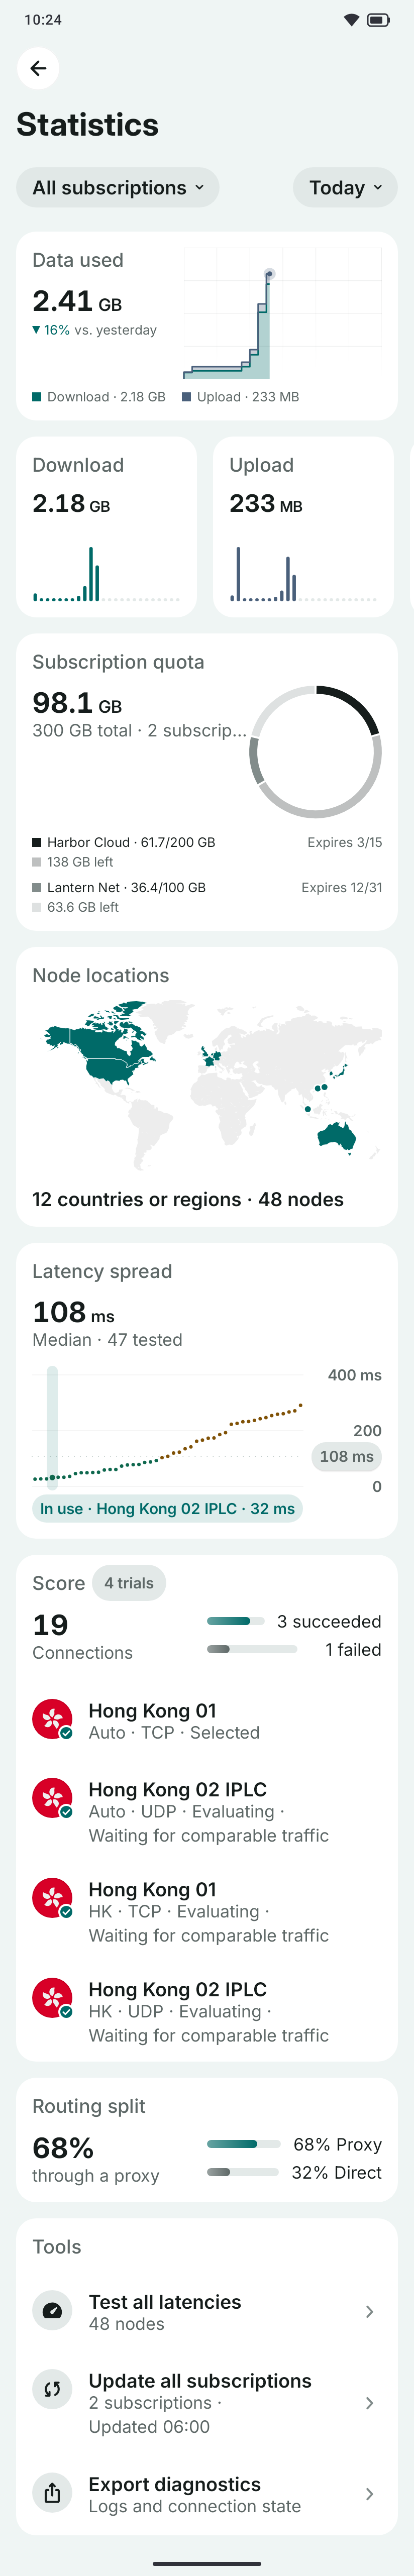 10:24
Statistics
All subscriptions
Today
Data used
2.41 GB
▼ 16% vs. yesterday
Download · 2.18 GB
Upload · 233 MB
Download
2.18 GB
Upload
233 MB
Subscription quota
98.1 GB
300 GB total · 2 subscrip...
Harbor Cloud · 61.7/200 GB
Expires 3/15
138 GB left
Lantern Net · 36.4/100 GB
Expires 12/31
63.6 GB left
Node locations
12 countries or regions · 48 nodes
Latency spread
108 ms
Median · 47 tested
400 ms
200
108 ms
0
In use · Hong Kong 02 IPLC · 32 ms
Score
4 trials
19
Connections
3 succeeded
1 failed
Hong Kong 01
Auto · TCP · Selected
Hong Kong 02 IPLC
Auto · UDP · Evaluating ·
Waiting for comparable traffic
Hong Kong 01
HK · TCP · Evaluating ·
Waiting for comparable traffic
Hong Kong 02 IPLC
HK · UDP · Evaluating ·
Waiting for comparable traffic
Routing split
68%
through a proxy
68% Proxy
32% Direct
Tools
Test all latencies
48 nodes
Update all subscriptions
2 subscriptions ·
Updated 06:00
Export diagnostics
Logs and connection state